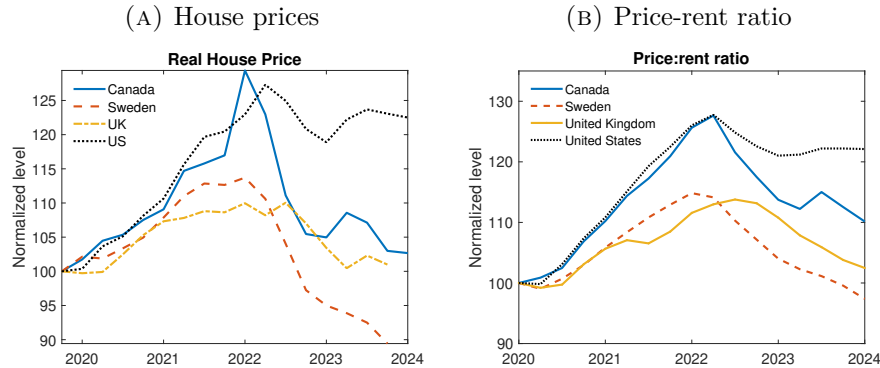 (A) House prices
Real House Price
Normalized level
125
120
115
110
105
100
95
90
Canada
Sweden
UK
US
2020
2021
2022
2023
2024
(B) Price-rent ratio
Price:rent ratio
Normalized level
130
120
110
100
90
Canada
Sweden
United Kingdom
United States
2020
2021
2022
2023
2024